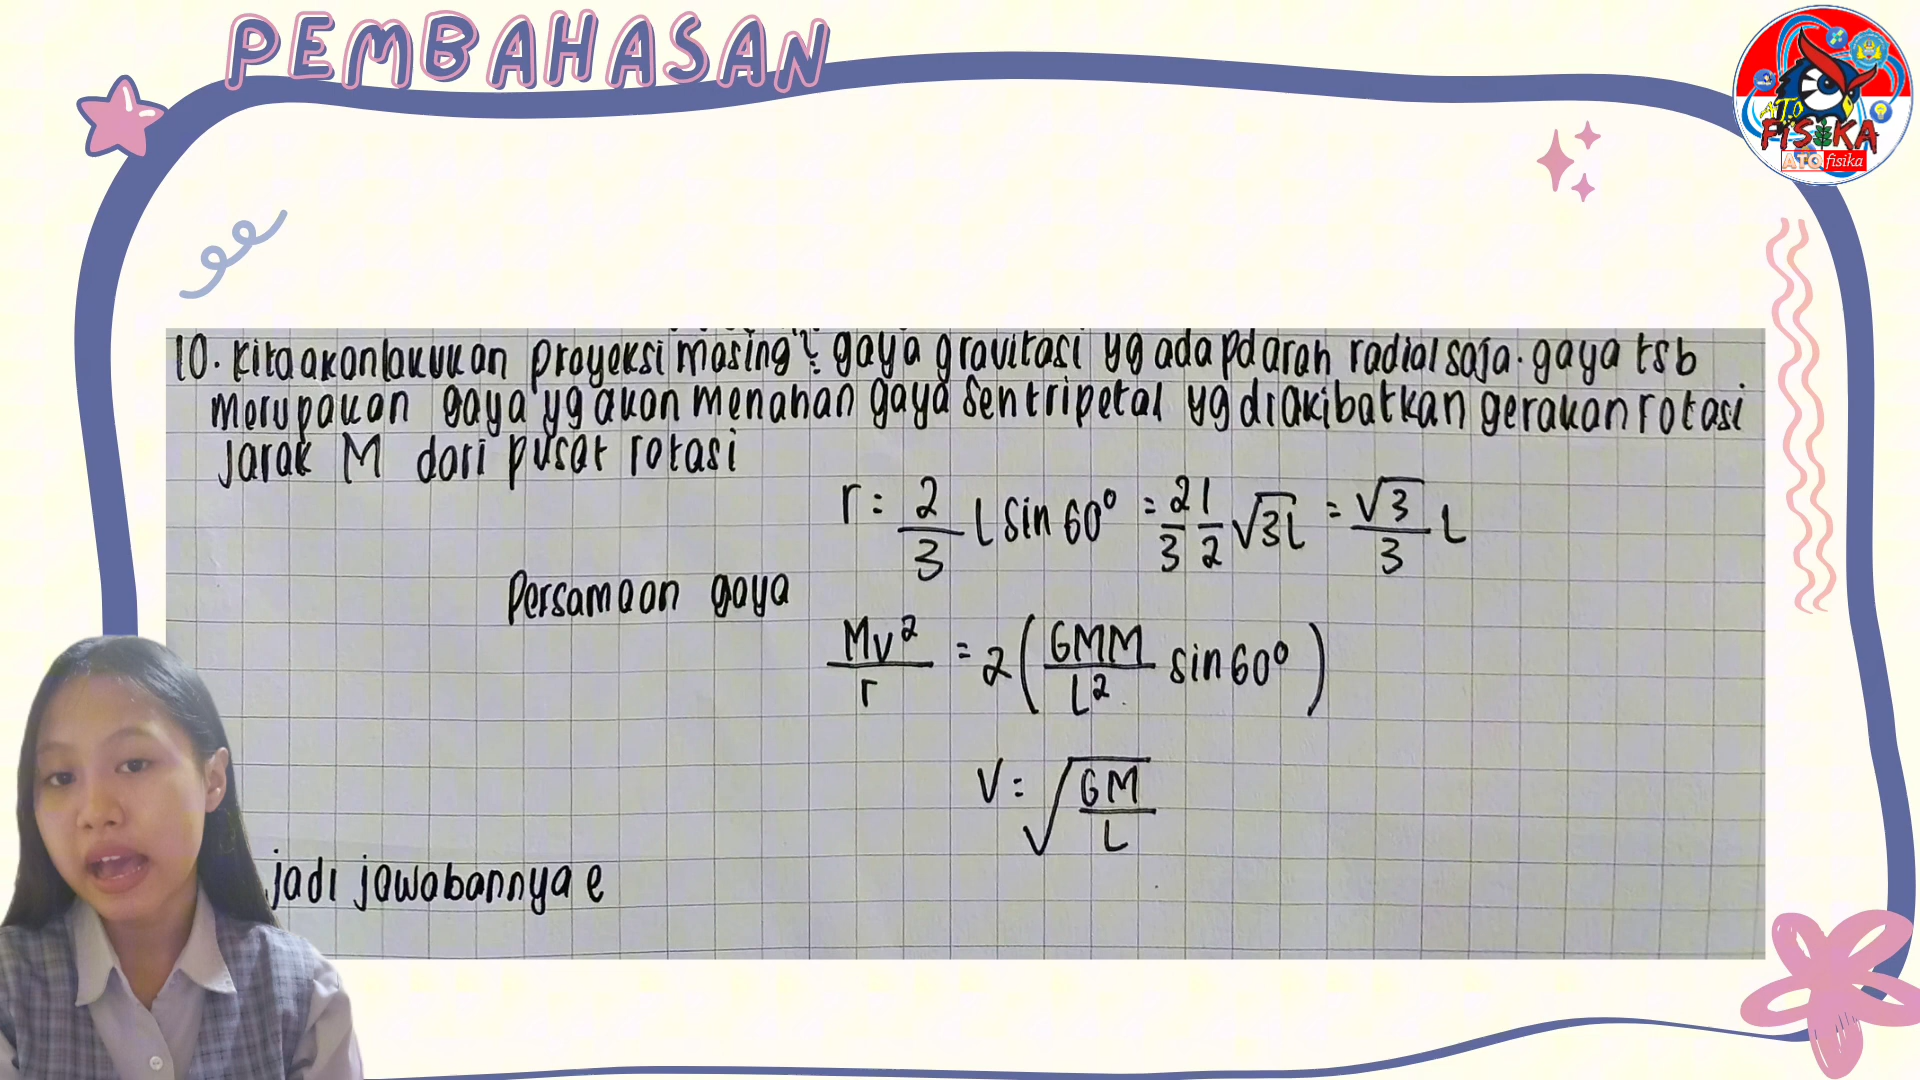 PEMBAHASAN
ATO
FISIKA
ATO fisika
10. Kita akan lakukan proyeksi masing² gaya gravitasi yg ada pd arah radial saja. gaya tsb
merupakan gaya yg akan menahan gaya sentripetal yg diakibatkan gerakan rotasi
Jarak M dari pusat rotasi
r = 2/3 L sin 60° = 2/3 1/2 √3L = √3/3 L
Persamaan gaya
Mv²/r = 2 (GMM/L² sin 60°)
V = √(GM/L)
jadi jawabannya e